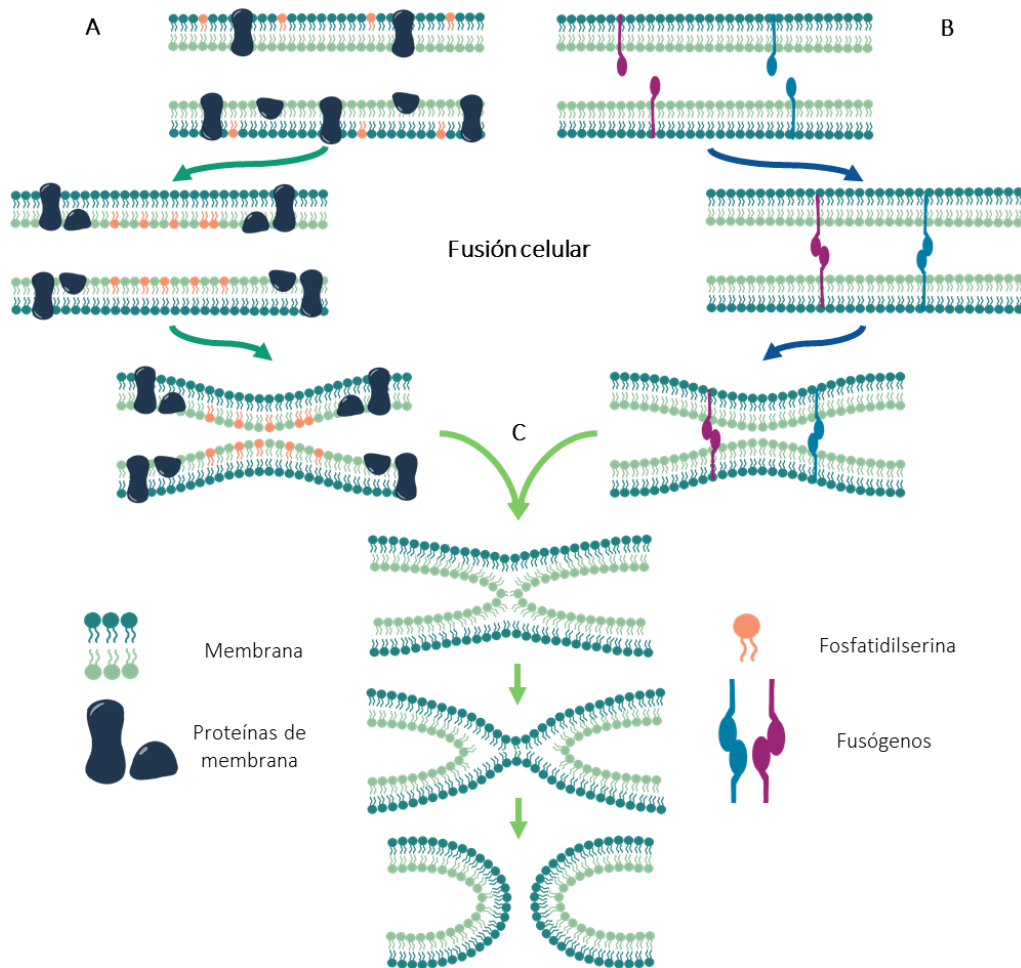 A
B
Fusión celular
C
Membrana
Fosfatidilserina
Proteínas de
membrana
Fusógenos